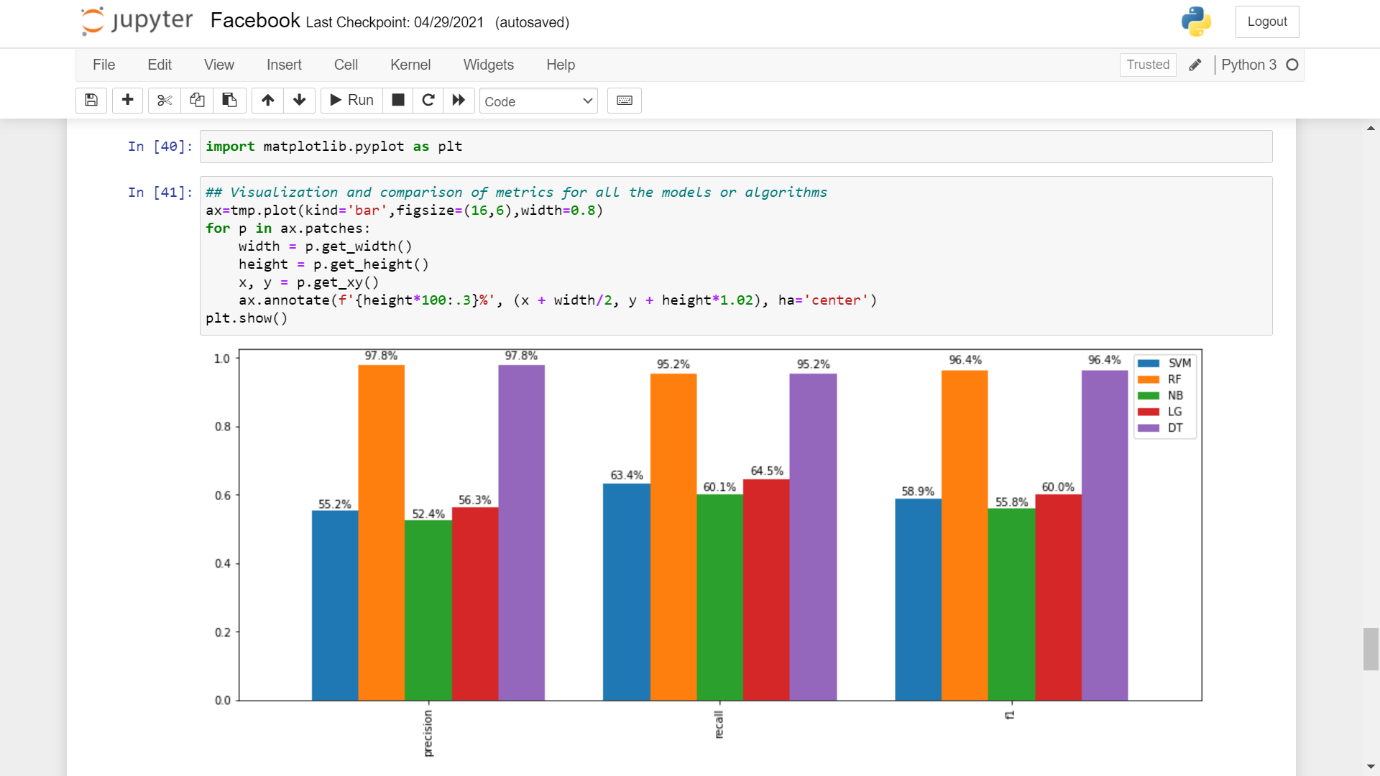 jupyter Facebook Last Checkpoint: 04/29/2021 (autosaved)
Logout
File Edit View Insert Cell Kernel Widgets Help
Trusted Python 3
Run Code
In [40]: import matplotlib.pyplot as plt
In [41]: ## Visualization and comparison of metrics for all the models or algorithms
ax=tmp.plot(kind='bar',figsize=(16,6),width=0.8)
for p in ax.patches:
    width = p.get_width()
    height = p.get_height()
    x, y = p.get_xy()
    ax.annotate(f'{height*100:.3}%', (x + width/2, y + height*1.02), ha='center')
plt.show()
1.0
0.8
0.6
0.4
0.2
0.0
55.2% 97.8% 52.4% 56.3% 97.8%
63.4% 95.2% 60.1% 64.5% 95.2%
58.9% 96.4% 55.8% 60.0% 96.4%
SVM
RF
NB
LG
DT
precision
recall
f1